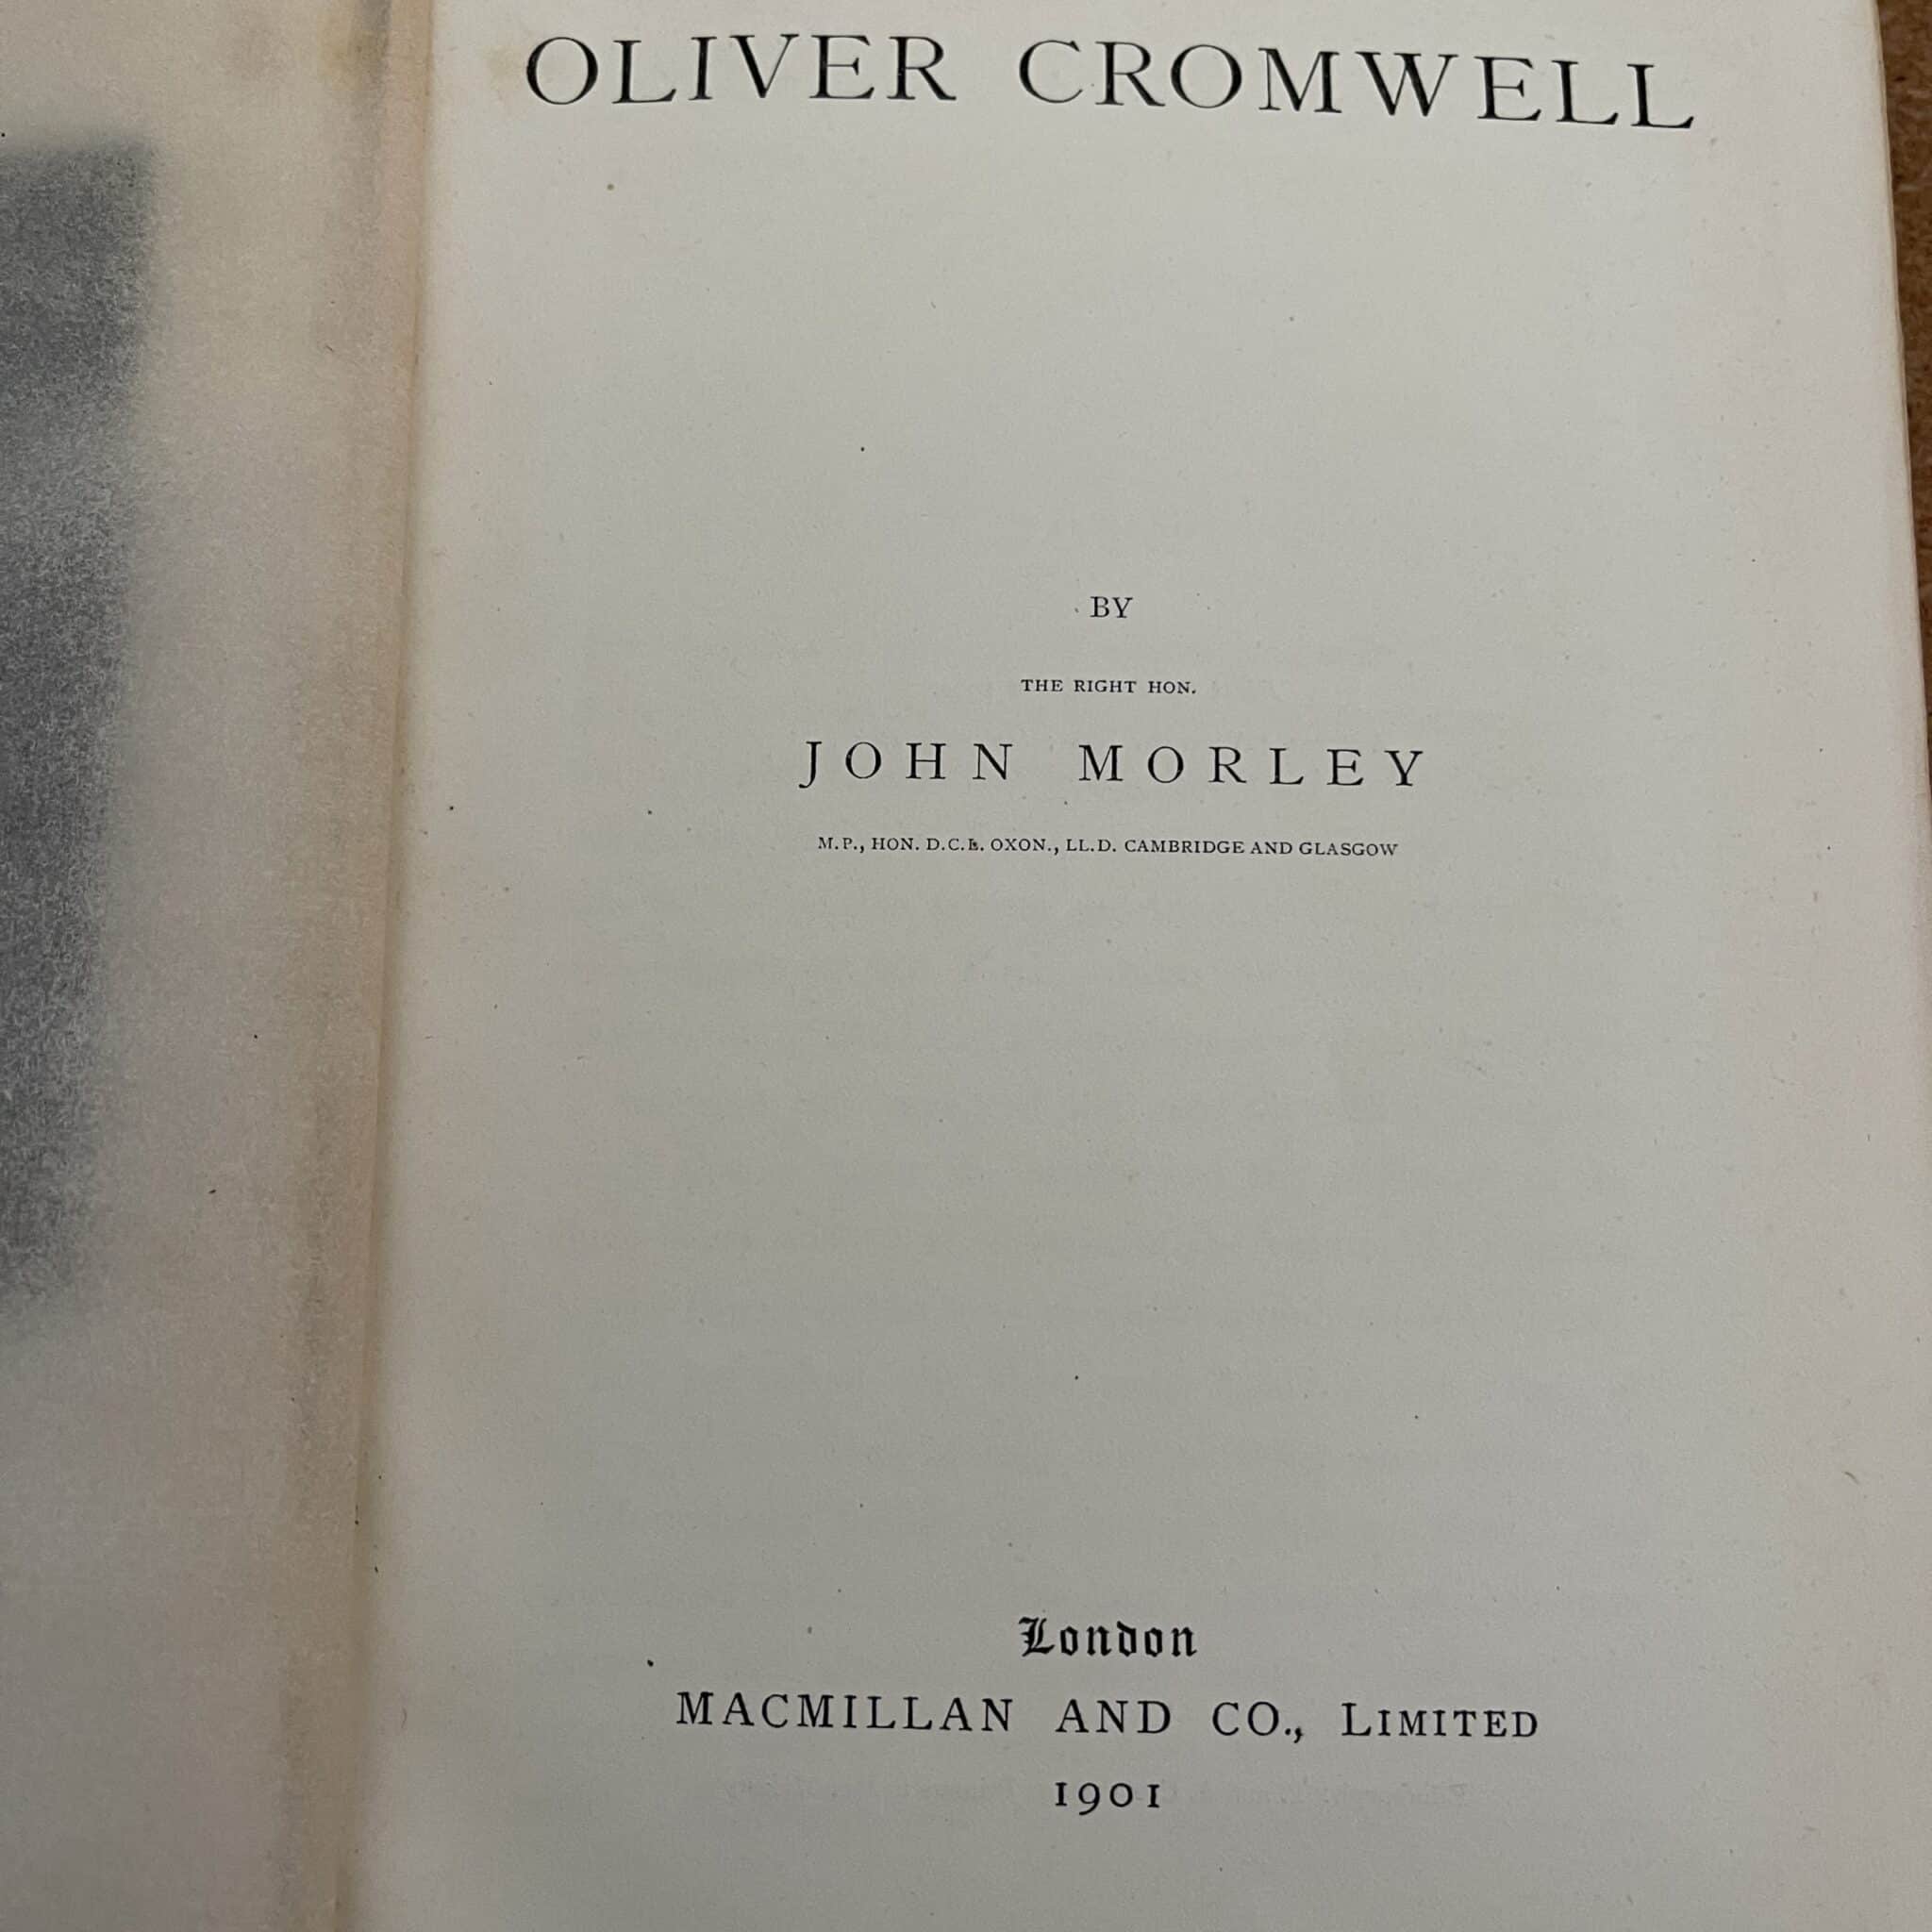 OLIVER CROMWELL
BY
THE RIGHT HON.
JOHN MORLEY
M.P., HON. D.C.L. OXON., LL.D. CAMBRIDGE AND GLASGOW
London
MACMILLAN AND CO., LIMITED
1901